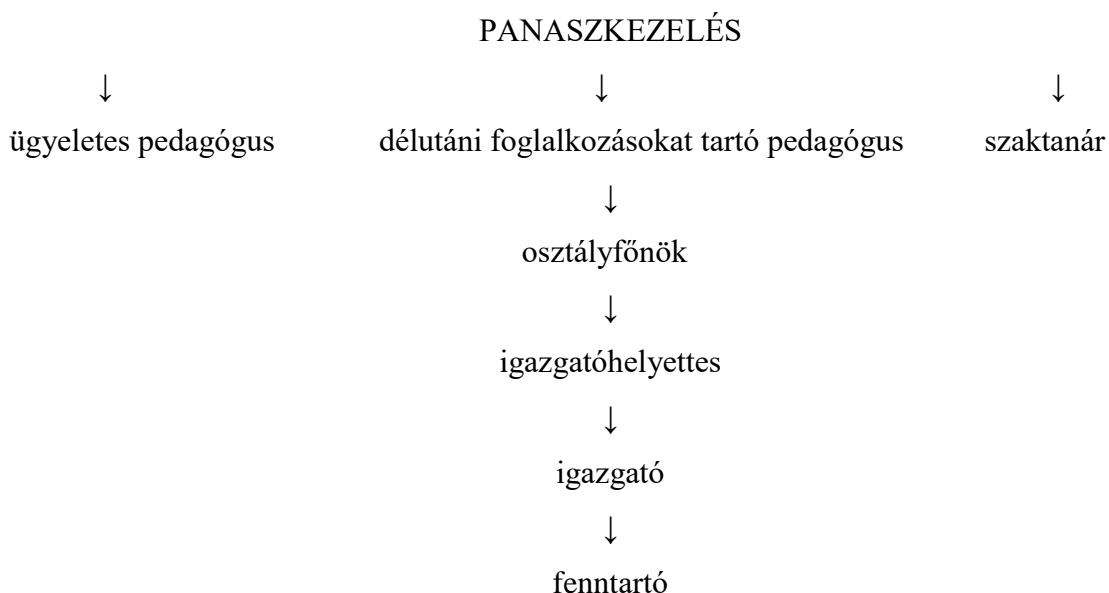 PANASZKEZELÉS
↓ ↓ ↓
ügyeletes pedagógus délutáni foglalkozásokat tartó pedagógus szaktanár
↓
osztályfőnök
↓
igazgatóhelyettes
↓
igazgató
↓
fenntartó